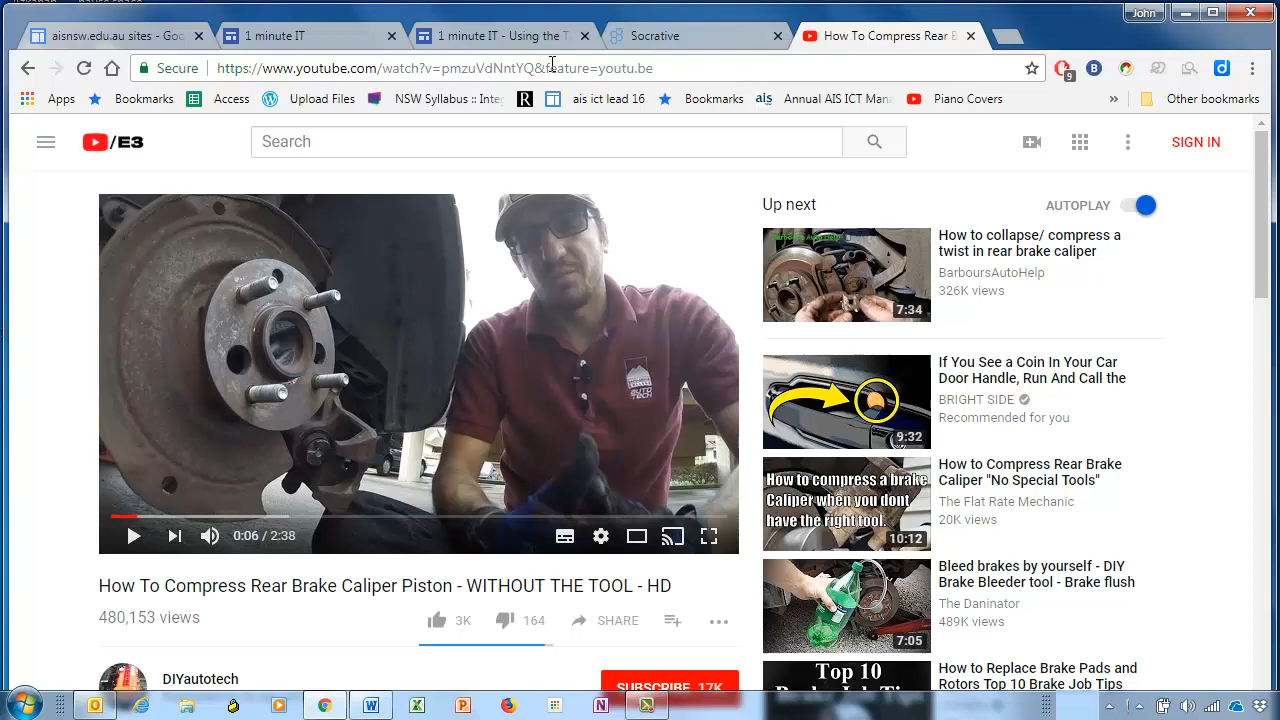 John
aisnsw.edu.au sites - Goo
1 minute IT
1 minute IT - Using the T
Socrative
How To Compress Rear B
Secure
https://www.youtube.com/watch?v=pmzuVdNntYQ&feature=youtu.be
9
B
d
Apps
Bookmarks
Access
Upload Files
NSW Syllabus :: Inte
R
ais ict lead 16
Bookmark
ais
Annual AIS ICT Man
Piano Covers
»
Other bookmarks
/E3
Search
SIGN IN
Up next
AUTOPLAY
How to collapse/ compress a
twist in rear brake caliper
BarboursAutoHelp
326K views
7:34
If You See a Coin In Your Car
Door Handle, Run And Call the
BRIGHT SIDE
Recommended for you
9:32
How to compress a brake
Caliper when you dont
have the right tool.
10:12
How to Compress Rear Brake
Caliper "No Special Tools"
The Flat Rate Mechanic
20K views
Bleed brakes by yourself - DIY
Brake Bleeder tool - Brake flush
The Daninator
489K views
7:05
Top 10
How to Replace Brake Pads and
Rotors Top 10 Brake Job Tips
AUTO
TECH
0:06 / 2:38
How To Compress Rear Brake Caliper Piston - WITHOUT THE TOOL - HD
480,153 views
3K
164
SHARE
DIYautotech
SUBSCRIBE 17K